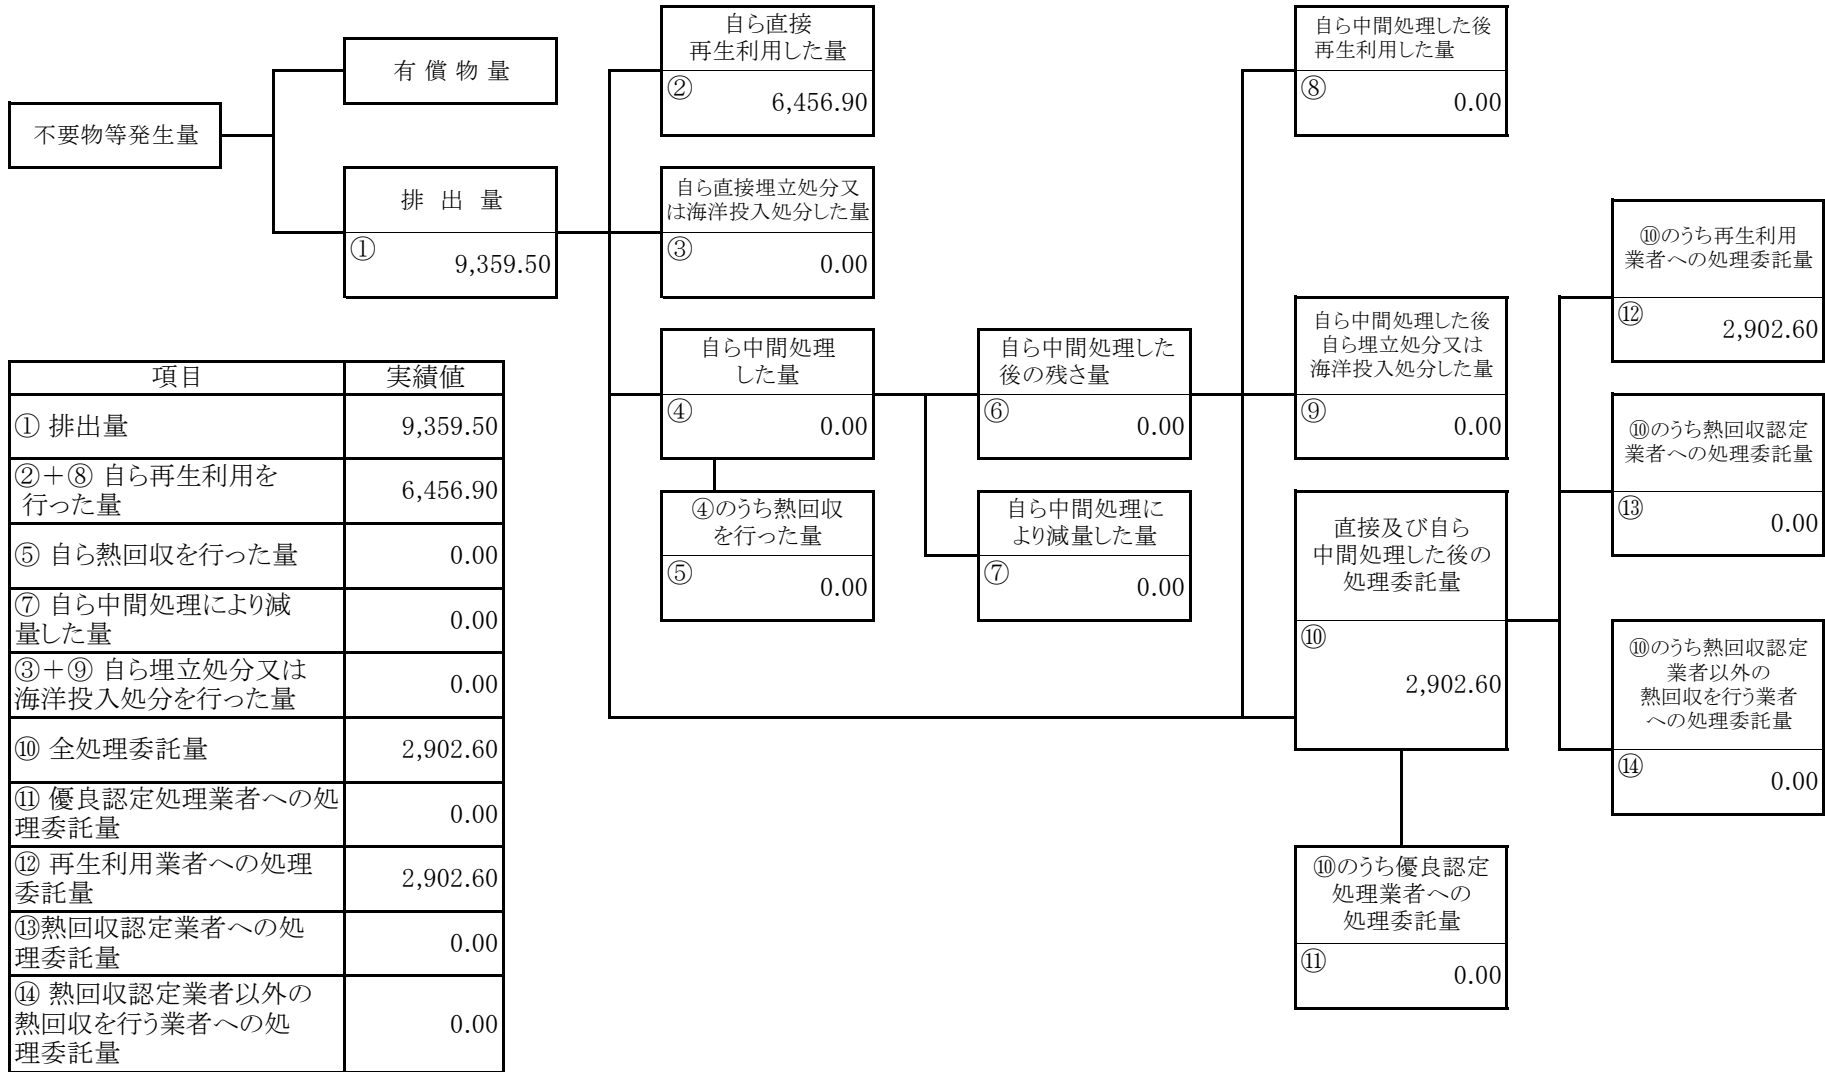 不要物等発生量
有 償 物 量
排 出 量
①
9,359.50
自ら直接
再生利用した量
②
6,456.90
自ら直接埋立処分又
は海洋投入処分した量
③
0.00
自ら中間処理
した量
④
0.00
④のうち熱回収
を行った量
⑤
0.00
自ら中間処理した
後の残さ量
⑥
0.00
自ら中間処理に
より減量した量
⑦
0.00
自ら中間処理した後
再生利用した量
⑧
0.00
自ら中間処理した後
自ら埋立処分又は
海洋投入処分した量
⑨
0.00
直接及び自ら
中間処理した後の
処理委託量
⑩
2,902.60
⑩のうち優良認定
処理業者への
処理委託量
⑪
0.00
⑩のうち再生利用
業者への処理委託量
⑫
2,902.60
⑩のうち熱回収認定
業者への処理委託量
⑬
0.00
⑩のうち熱回収認定
業者以外の
熱回収を行う業者
への処理委託量
⑭
0.00
項目 実績値
① 排出量 9,359.50
②＋⑧ 自ら再生利用を
行った量 6,456.90
⑤ 自ら熱回収を行った量 0.00
⑦ 自ら中間処理により減
量した量 0.00
③＋⑨ 自ら埋立処分又は
海洋投入処分を行った量 0.00
⑩ 全処理委託量 2,902.60
⑪ 優良認定処理業者への処
理委託量 0.00
⑫ 再生利用業者への処理
委託量 2,902.60
⑬熱回収認定業者への処
理委託量 0.00
⑭ 熱回収認定業者以外の
熱回収を行う業者への処
理委託量 0.00